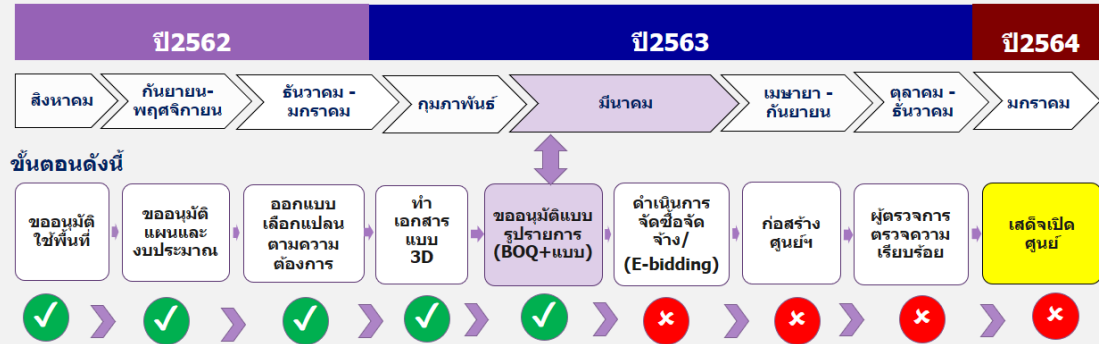 ปี2562
ปี2563
ปี2564
สิงหาคม
กันยายน-
พฤศจิกายน
ธันวาคม -
มกราคม
กุมภาพันธ์
มีนาคม
เมษายา -
กันยายน
ตุลาคม -
ธันวาคม
มกราคม
ขั้นตอนดังนี้
ขออนุมัติ
ใช้พื้นที่
ขออนุมัติ
แผนและ
งบประมาณ
ออกแบบ
เลือกแปลน
ตามความ
ต้องการ
ทำ
เอกสาร
แบบ
3D
ขออนุมัติแบบ
รูปรายการ
(BOQ+แบบ)
ดำเนินการ
จัดซื้อจัด
จ้าง/
(E-bidding)
ก่อสร้าง
ศูนย์ฯ
ผู้ตรวจการ
ตรวจความ
เรียบร้อย
เสด็จเปิด
ศูนย์